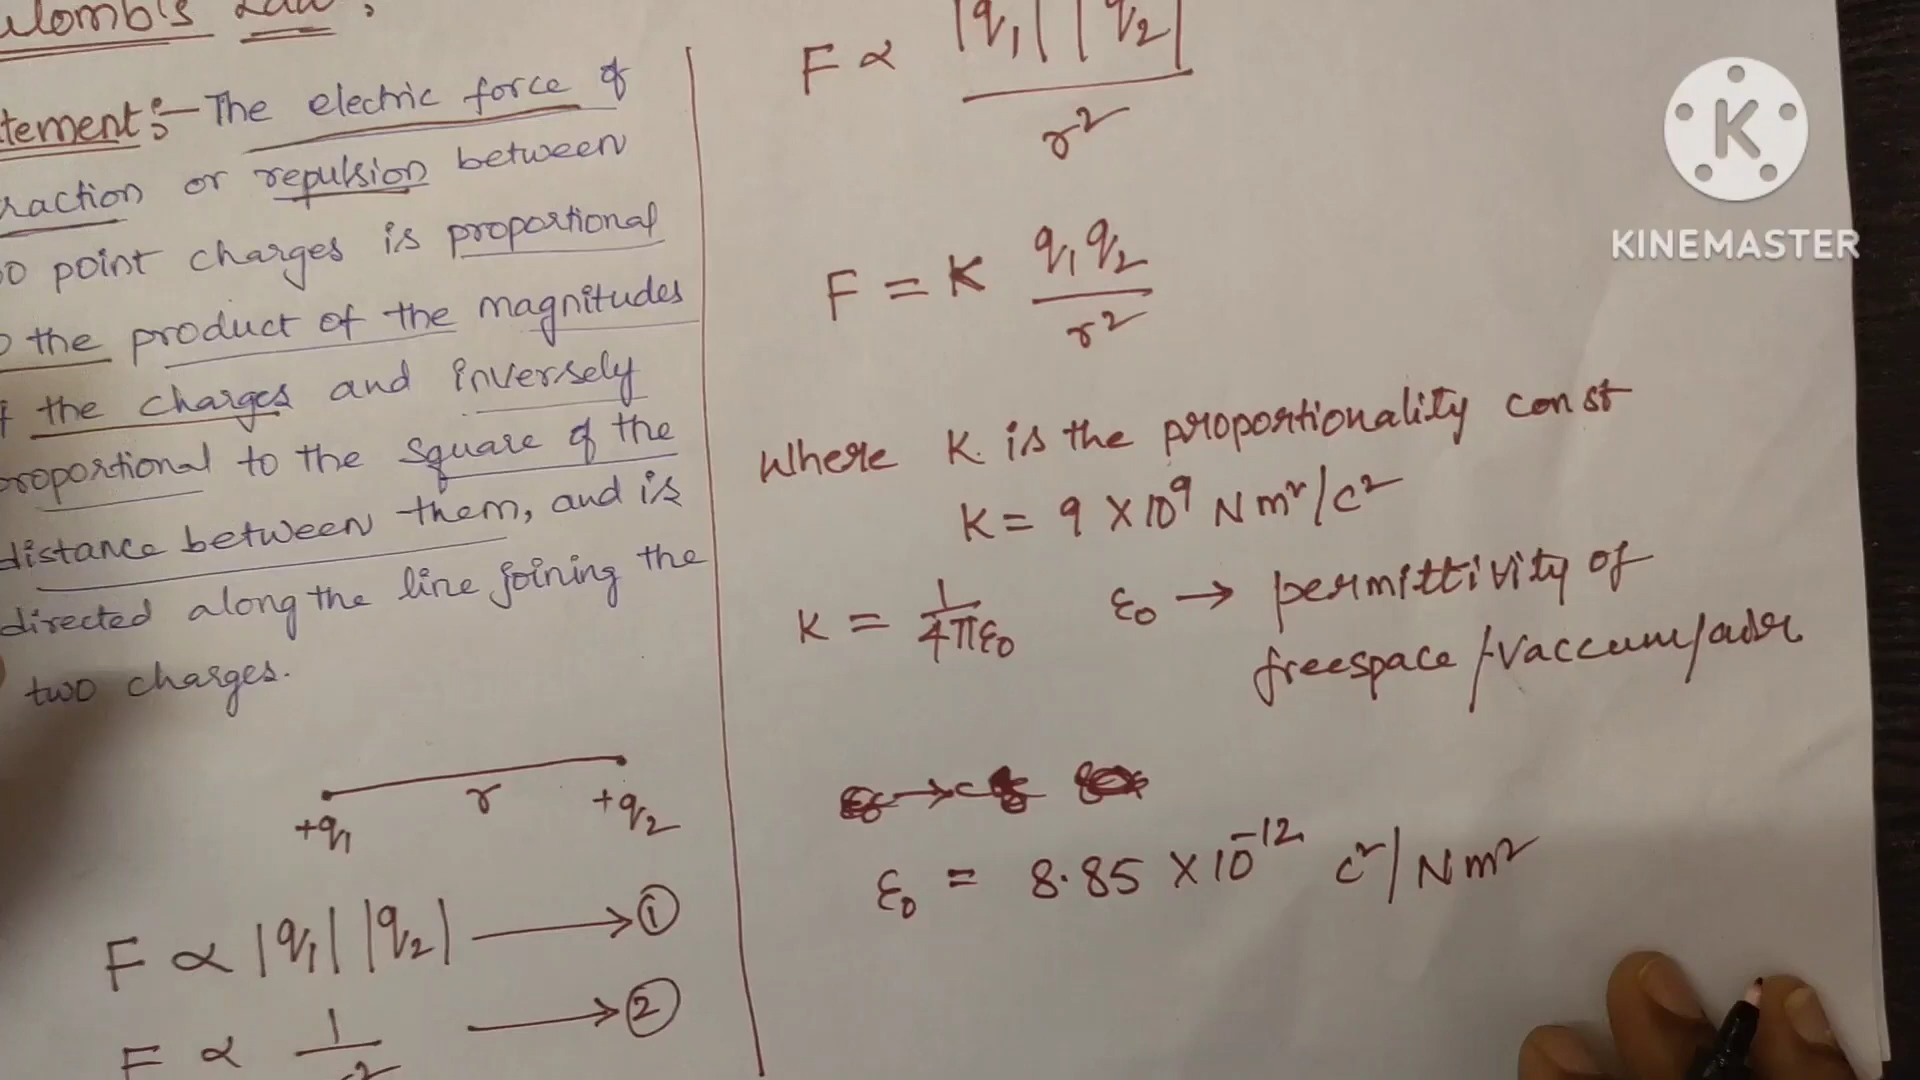 ulomb's Law:
tement:- The electric force of
raction or repulsion between
o point charges is proportional
o the product of the magnitudes
f the charges and inversely
roportional to the square of the
distance between them, and is
directed along the line joining the
two charges.
r
+q₁ +q₂
F ∝ |q₁| |q₂| → ①
F ∝ 1/r² → ②
F ∝ |q₁| |q₂| / r²
F = K q₁q₂ / r²
Where K. is the proportionality const
K = 9 × 10⁹ Nm²/c²
K = 1/4πε₀ ε₀ → permittivity of
freespace/vaccum/air
ε₀ = 8.85 × 10⁻¹² c²/Nm²
K
KINEMASTER